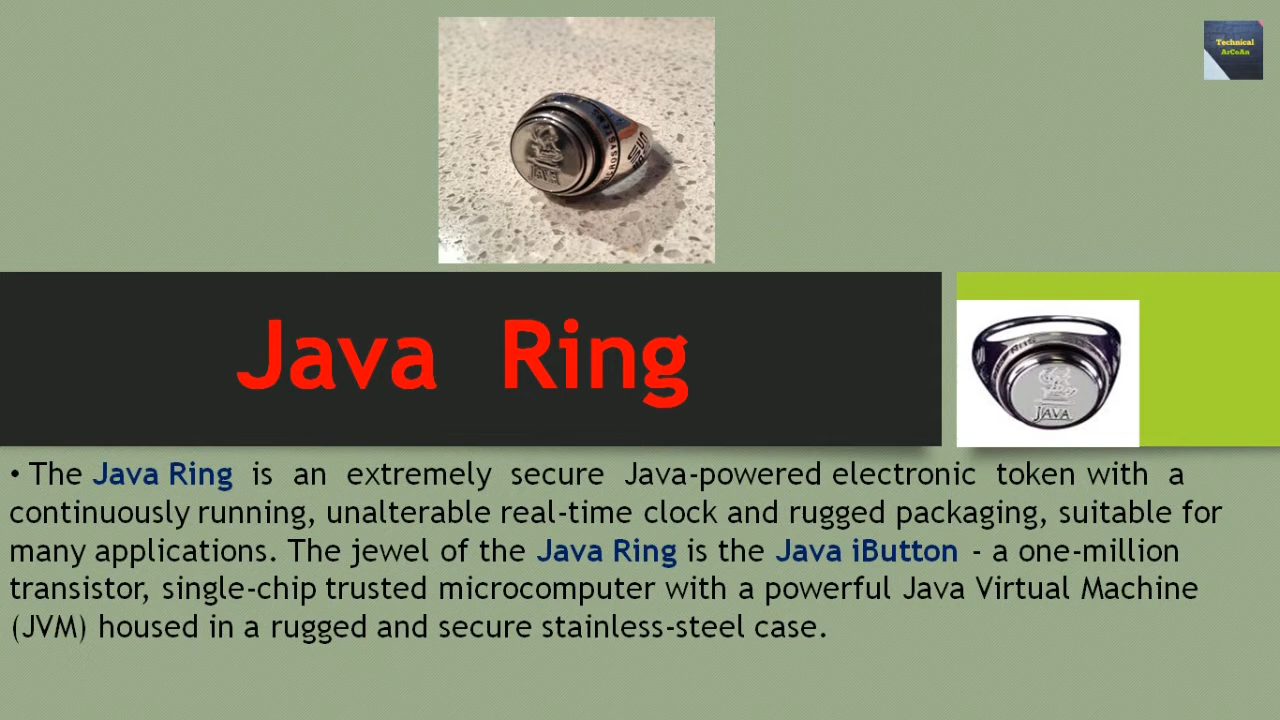 Technical
ArCoAn
JAVA
Java Ring
JAVA
• The Java Ring is an extremely secure Java-powered electronic token with a
continuously running, unalterable real-time clock and rugged packaging, suitable for
many applications. The jewel of the Java Ring is the Java iButton - a one-million
transistor, single-chip trusted microcomputer with a powerful Java Virtual Machine
(JVM) housed in a rugged and secure stainless-steel case.